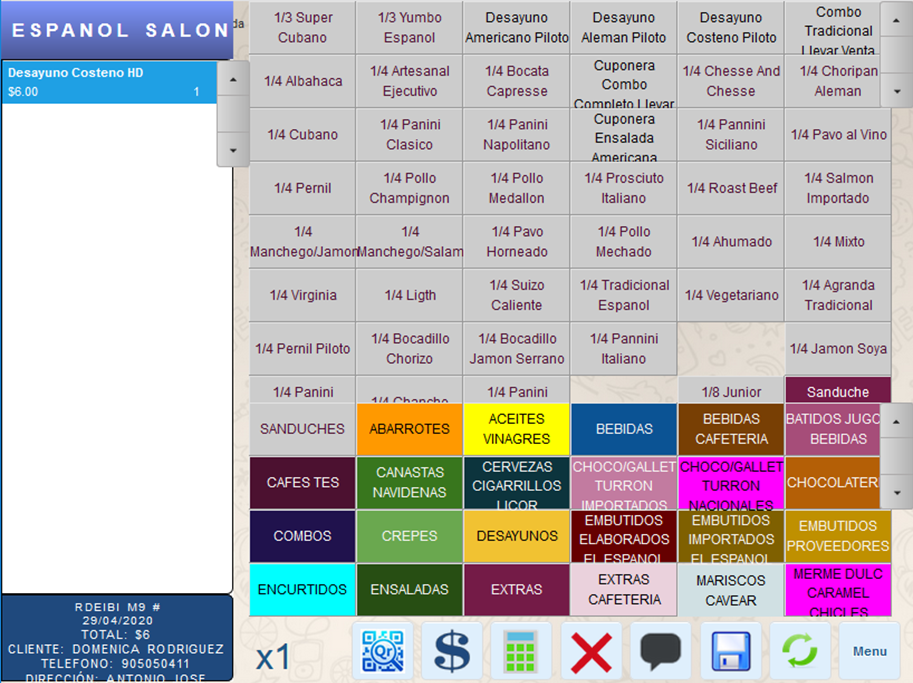 ESPANOL SALON
da
Desayuno Costeno HD
$6.00 1
RDEIBI M9 #
29/04/2020
TOTAL: $6
CLIENTE: DOMENICA RODRIGUEZ
TELEFONO: 905050411
DIRECCIÓN: ANTONIO JOSE
1/3 Super
Cubano
1/3 Yumbo
Espanol
Desayuno
Americano Piloto
Desayuno
Aleman Piloto
Desayuno
Costeno Piloto
Combo
Tradicional
Llevar Venta
1/4 Albahaca
1/4 Artesanal
Ejecutivo
1/4 Bocata
Capresse
Cuponera
Combo
Completo Llevar
1/4 Chesse And
Chesse
1/4 Choripan
Aleman
1/4 Cubano
1/4 Panini
Clasico
1/4 Panini
Napolitano
Cuponera
Ensalada
Americana
1/4 Pannini
Siciliano
1/4 Pavo al Vino
1/4 Pernil
1/4 Pollo
Champignon
1/4 Pollo
Medallon
1/4 Prosciuto
Italiano
1/4 Roast Beef
1/4 Salmon
Importado
1/4
Manchego/Jamon
1/4
Manchego/Salam
1/4 Pavo
Horneado
1/4 Pollo
Mechado
1/4 Ahumado
1/4 Mixto
1/4 Virginia
1/4 Ligth
1/4 Suizo
Caliente
1/4 Tradicional
Espanol
1/4 Vegetariano
1/4 Agranda
Tradicional
1/4 Pernil Piloto
1/4 Bocadillo
Chorizo
1/4 Bocadillo
Jamon Serrano
1/4 Pannini
Italiano
1/4 Jamon Soya
1/4 Panini
1/4 Chancho
1/4 Panini
1/8 Junior
Sanduche
SANDUCHES
ABARROTES
ACEITES
VINAGRES
BEBIDAS
BEBIDAS
CAFETERIA
BATIDOS JUGO
BEBIDAS
CAFES TES
CANASTAS
NAVIDENAS
CERVEZAS
CIGARRILLOS
LICOR
CHOCO/GALLET
TURRON
IMPORTADOS
CHOCO/GALLET
TURRON
NACIONALES
CHOCOLATER
COMBOS
CREPES
DESAYUNOS
EMBUTIDOS
ELABORADOS
EL ESPANOL
EMBUTIDOS
IMPORTADOS
EL ESPANOL
EMBUTIDOS
PROVEEDORES
ENCURTIDOS
ENSALADAS
EXTRAS
EXTRAS
CAFETERIA
MARISCOS
CAVEAR
MERME DULC
CARAMEL
CHICLES
x1
Qr
$
Menu